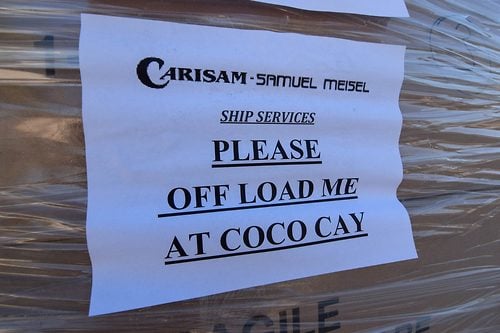 CARISAM - SAMUEL MEISEL
SHIP SERVICES
PLEASE
OFF LOAD ME
AT COCO CAY